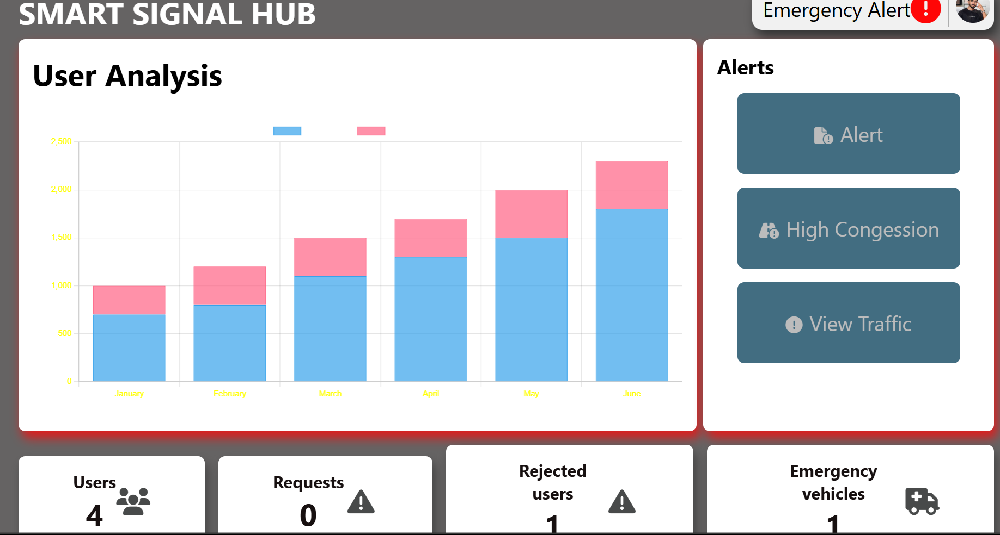 SMART SIGNAL HUB
Emergency Alert
User Analysis
2,500
2,000
1,500
1,000
500
0
January
February
March
April
May
June
Alerts
Alert
High Congession
View Traffic
Users
4
Requests
0
Rejected
users
1
Emergency
vehicles
1